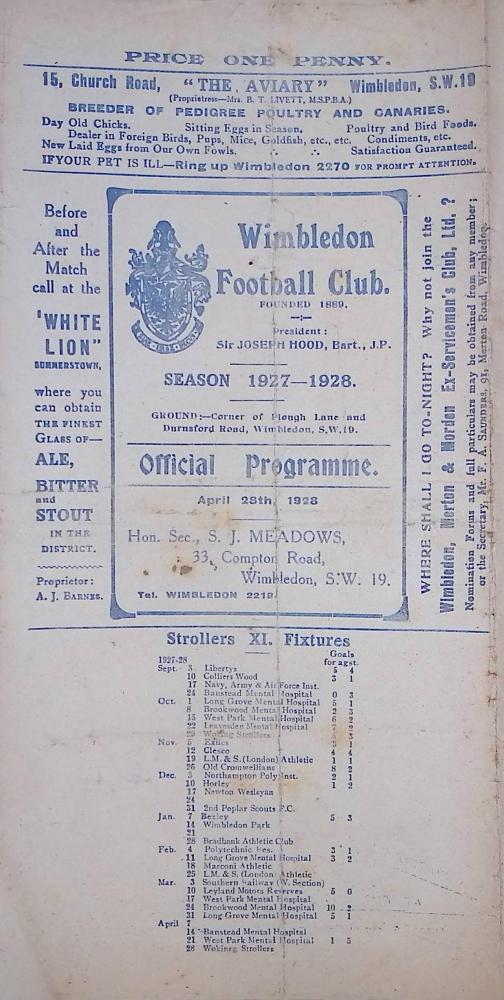 PRICE ONE PENNY.
15, Church Road, "THE AVIARY" Wimbledon, S.W.19
(Proprietress—Mrs. B. T. LIVETT, M.S.P.B.A.)
BREEDER OF PEDIGREE POULTRY AND CANARIES.
Day Old Chicks. Sitting Eggs in Season. Poultry and Bird Foods.
Dealer in Foreign Birds, Pups, Mice, Goldfish, etc., etc. Condiments, etc.
New Laid Eggs from Our Own Fowls. Satisfaction Guaranteed.
IF YOUR PET IS ILL—Ring up Wimbledon 2270 FOR PROMPT ATTENTION.
Before
and
After the
Match
call at the
'WHITE
LION"
SUMMERSTOWN,
where you
can obtain
THE FINEST
GLASS OF—
ALE,
BITTER
and
STOUT
IN THE
DISTRICT.
Proprietor:
A. J. BARNES.
Wimbledon
Football Club.
FOUNDED 1889.
President:
Sir JOSEPH HOOD, Bart., J.P.
SEASON 1927—1928.
GROUND:—Corner of Plough Lane and
Durnsford Road, Wimbledon, S.W.19.
Official Programme.
April 28th, 1928
Hon. Sec., S. J. MEADOWS,
33, Compton Road,
Wimbledon, S.W. 19.
Tel. WIMBLEDON 2219.
WHERE SHALL I GO TO-NIGHT? Why not join the
Wimbledon, Merton & Morden Ex-Servicemen's Club, Ltd.?
Nomination Forms and full particulars may be obtained from any member;
or the Secretary, Mr. F. A. SAUNDERS, 91, Merton Road, Wimbledon.
Strollers XI. Fixtures
Goals
1927-28 for agst.
Sept. 3 Libertys 5 4
10 Colliers Wood 3 1
17 Navy, Army & Air Force Inst.
24 Banstead Mental Hospital 0 3
Oct. 1 Long Grove Mental Hospital 5 1
8 Brookwood Mental Hospital 2 3
15 West Park Mental Hospital 6 2
22 Leavesden Mental Hospital
29 Woking Strollers 3
Nov. 5 Exiles 1
12 Clesco 4 4
19 L.M. & S. (London) Athletic 1 1
26 Old Cromwellians 8 2
Dec. 3 Northampton Poly. Inst. 2 1
10 Horley 1 2
17 Newton Wesleyan
24
31 2nd Poplar Scouts F.C.
Jan. 7 Bexley 5 3
14 Wimbledon Park
21
28 Bradbank Athletic Club
Feb. 4 Polytechnic Res. 3 1
11 Long Grove Mental Hospital 3 2
18 Marconi Athletic
25 L.M. & S. (London) Athletic
Mar. 3 Southern Railway (W. Section)
10 Leyland Motors Reserves 5 0
17 West Park Mental Hospital
24 Brookwood Mental Hospital 10 2
31 Long Grove Mental Hospital 5 1
April 7
14 Banstead Mental Hospital
21 West Park Mental Hospital 1 5
28 Wokinrg Strollers